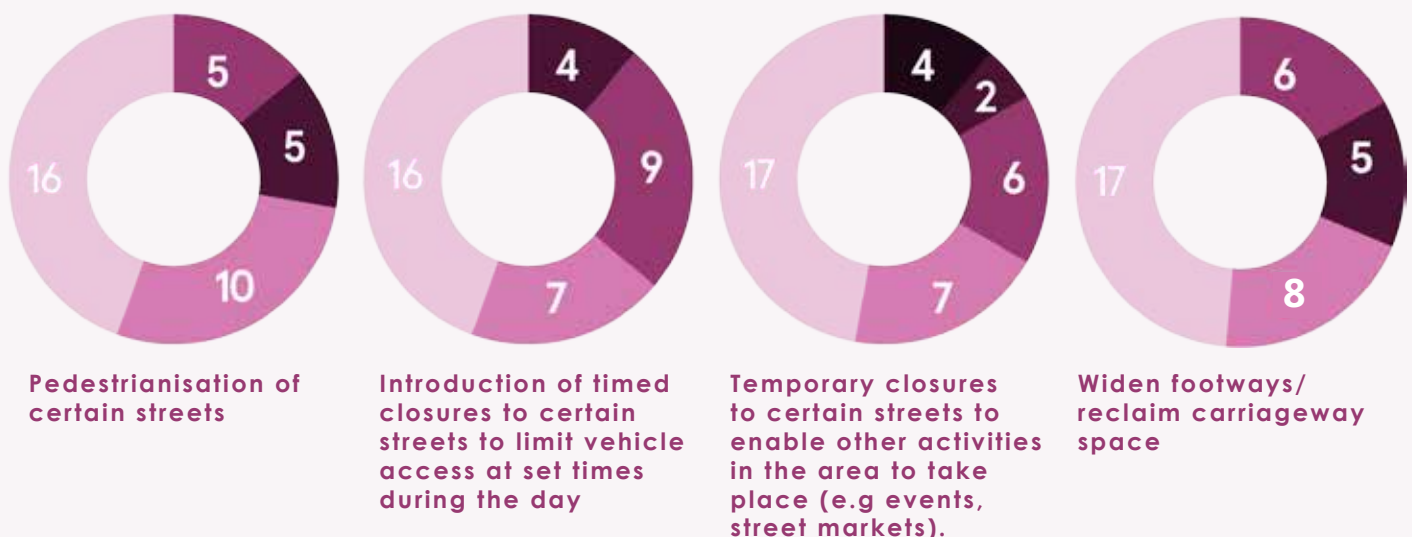 5
5
10
16
Pedestrianisation of
certain streets
4
9
7
16
Introduction of timed
closures to certain
streets to limit vehicle
access at set times
during the day
4
2
6
7
17
Temporary closures
to certain streets to
enable other activities
in the area to take
place (e.g events,
street markets).
6
5
8
17
Widen footways/
reclaim carriageway
space